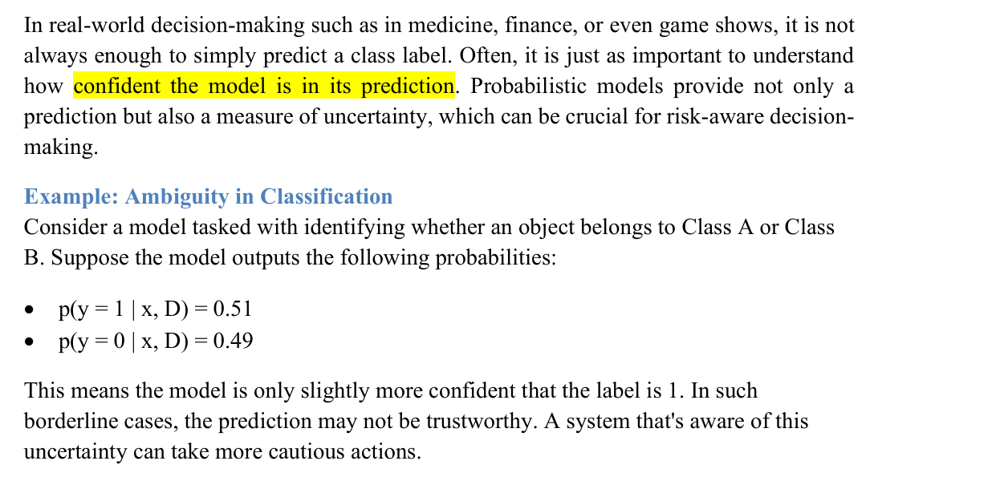 In real-world decision-making such as in medicine, finance, or even game shows, it is not
always enough to simply predict a class label. Often, it is just as important to understand
how confident the model is in its prediction. Probabilistic models provide not only a
prediction but also a measure of uncertainty, which can be crucial for risk-aware decision-
making.
Example: Ambiguity in Classification
Consider a model tasked with identifying whether an object belongs to Class A or Class
B. Suppose the model outputs the following probabilities:
• p(y = 1 | x, D) = 0.51
• p(y = 0 | x, D) = 0.49
This means the model is only slightly more confident that the label is 1. In such
borderline cases, the prediction may not be trustworthy. A system that's aware of this
uncertainty can take more cautious actions.